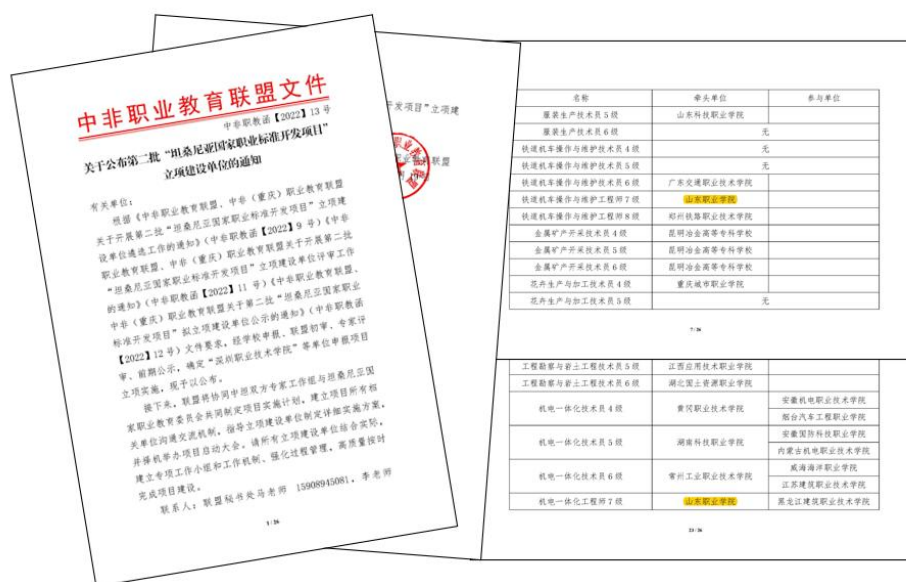 中非职业教育联盟文件
中非职教函【2022】13号
关于公布第二批“坦桑尼亚国家职业标准开发项目”
立项建设单位的通知
有关单位:
根据《中非职业教育联盟、中非(重庆)职业教育联盟
关于开展第二批“坦桑尼亚国家职业标准开发项目”立项建
设单位遴选工作的通知》(中非职教函【2022】9号)《中非
职业教育联盟、中非(重庆)职业教育联盟关于开展第二批
“坦桑尼亚国家职业标准开发项目”立项建设单位评审工作
的通知》(中非职教函【2022】11号)《中非职业教育联盟、
中非(重庆)职业教育联盟关于第二批“坦桑尼亚国家职业
标准开发项目”拟立项建设单位公示的通知》(中非职教函
【2022】12号)文件要求,经学校申报、联盟初审、专家评
审、前期公示,确定“深圳职业技术学院”等单位申报项目
立项实施,现予以公布。
接下来,联盟将协同中坦双方专家工作组与坦桑尼亚国
家职业教育委员会共同制定项目实施计划,建立项目所有相
关单位沟通交流机制,指导立项建设单位制定详细实施方案,
并择机举办项目启动大会。请所有立项建设单位结合实际,
建立专项工作小组和工作机制、强化过程管理,高质量按时
完成项目建设。
联系人:联盟秘书处马老师 15908945081,李老师
1/26
开发项目”立项建
名称 牵头单位 参与单位
服装生产技术员5级 山东科技职业学院
服装生产技术员6级 无
铁道机车操作与维护技术员4级 无
铁道机车操作与维护技术员5级 无
铁道机车操作与维护技术员6级 广东交通职业技术学院
铁道机车操作与维护工程师7级 山东职业学院
铁道机车操作与维护工程师8级 郑州铁路职业技术学院
金属矿产开采技术员4级 昆明冶金高等专科学校
金属矿产开采技术员5级 昆明冶金高等专科学校
金属矿产开采技术员6级 昆明冶金高等专科学校
花卉生产与加工技术员4级 重庆城市职业学院
花卉生产与加工技术员5级 无
7/26
工程勘察与岩土工程技术员5级 江西应用技术职业学院
工程勘察与岩土工程技术员6级 湖北国土资源职业学院
机电一体化技术员4级 黄冈职业技术学院 安徽机电职业技术学院
烟台汽车工程职业学院
机电一体化技术员5级 湖南科技职业学院 安徽国防科技职业学院
内蒙古机电职业技术学院
机电一体化技术员6级 常州工业职业技术学院 威海海洋职业学院
江苏建筑职业技术学院
机电一体化工程师7级 山东职业学院 黑龙江建筑职业技术学院